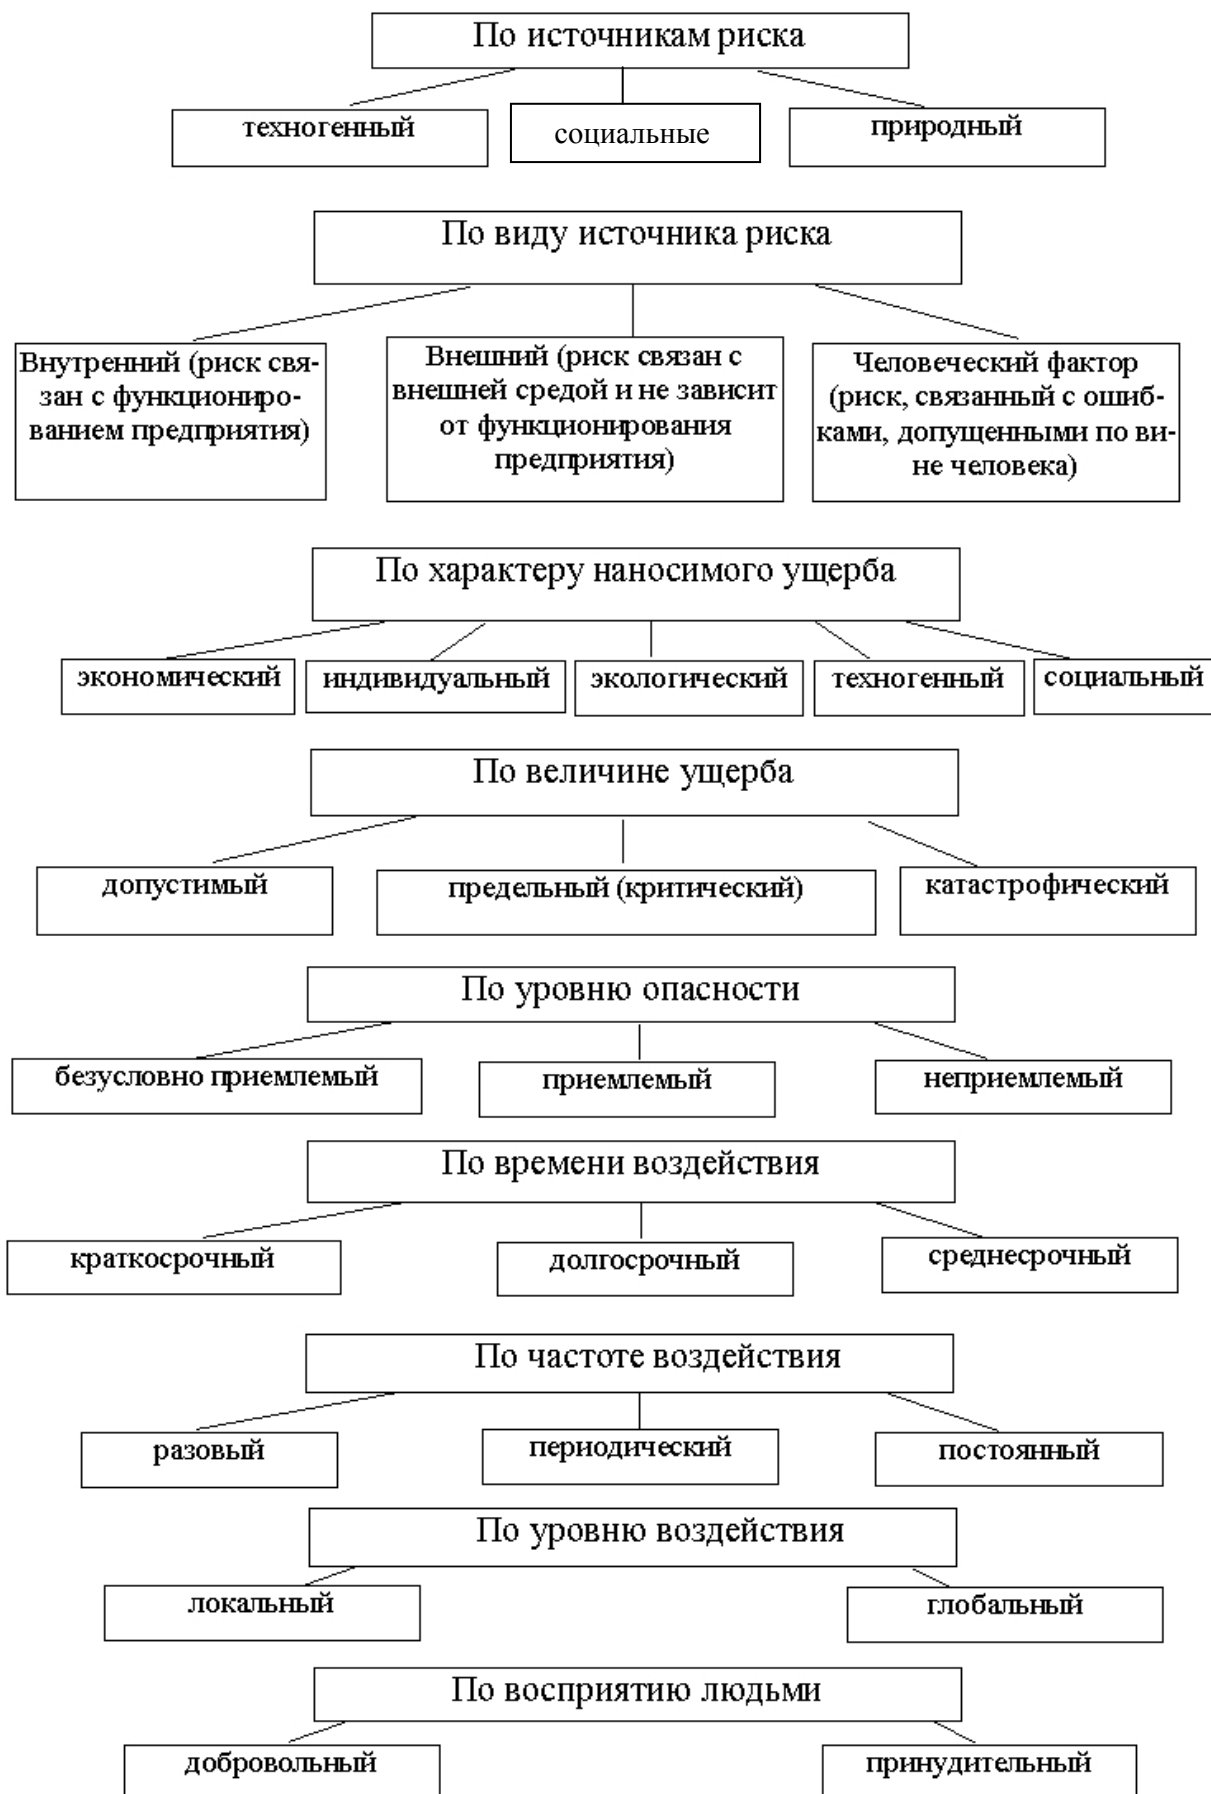 По источникам риска
техногенный
социальные
природный
По виду источника риска
Внутренний (риск свя-
зан с функциониро-
ванием предприятия)
Внешний (риск связан с
внешней средой и не зависит
от функционирования
предприятия)
Человеческий фактор
(риск, связанный с ошиб-
ками, допущенными по ви-
не человека)
По характеру наносимого ущерба
экономический
индивидуальный
экологический
техногенный
социальный
По величине ущерба
допустимый
предельный (критический)
катастрофический
По уровню опасности
безусловно приемлемый
приемлемый
неприемлемый
По времени воздействия
краткосрочный
долгосрочный
среднесрочный
По частоте воздействия
разовый
периодический
постоянный
По уровню воздействия
локальный
глобальный
По восприятию людьми
добровольный
принудительный